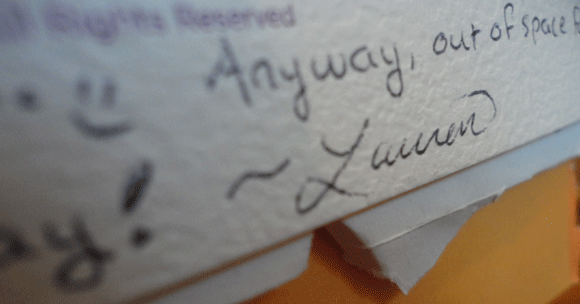 Rights Reserved
Anyway, out of space
:)
~Lauren
ay!